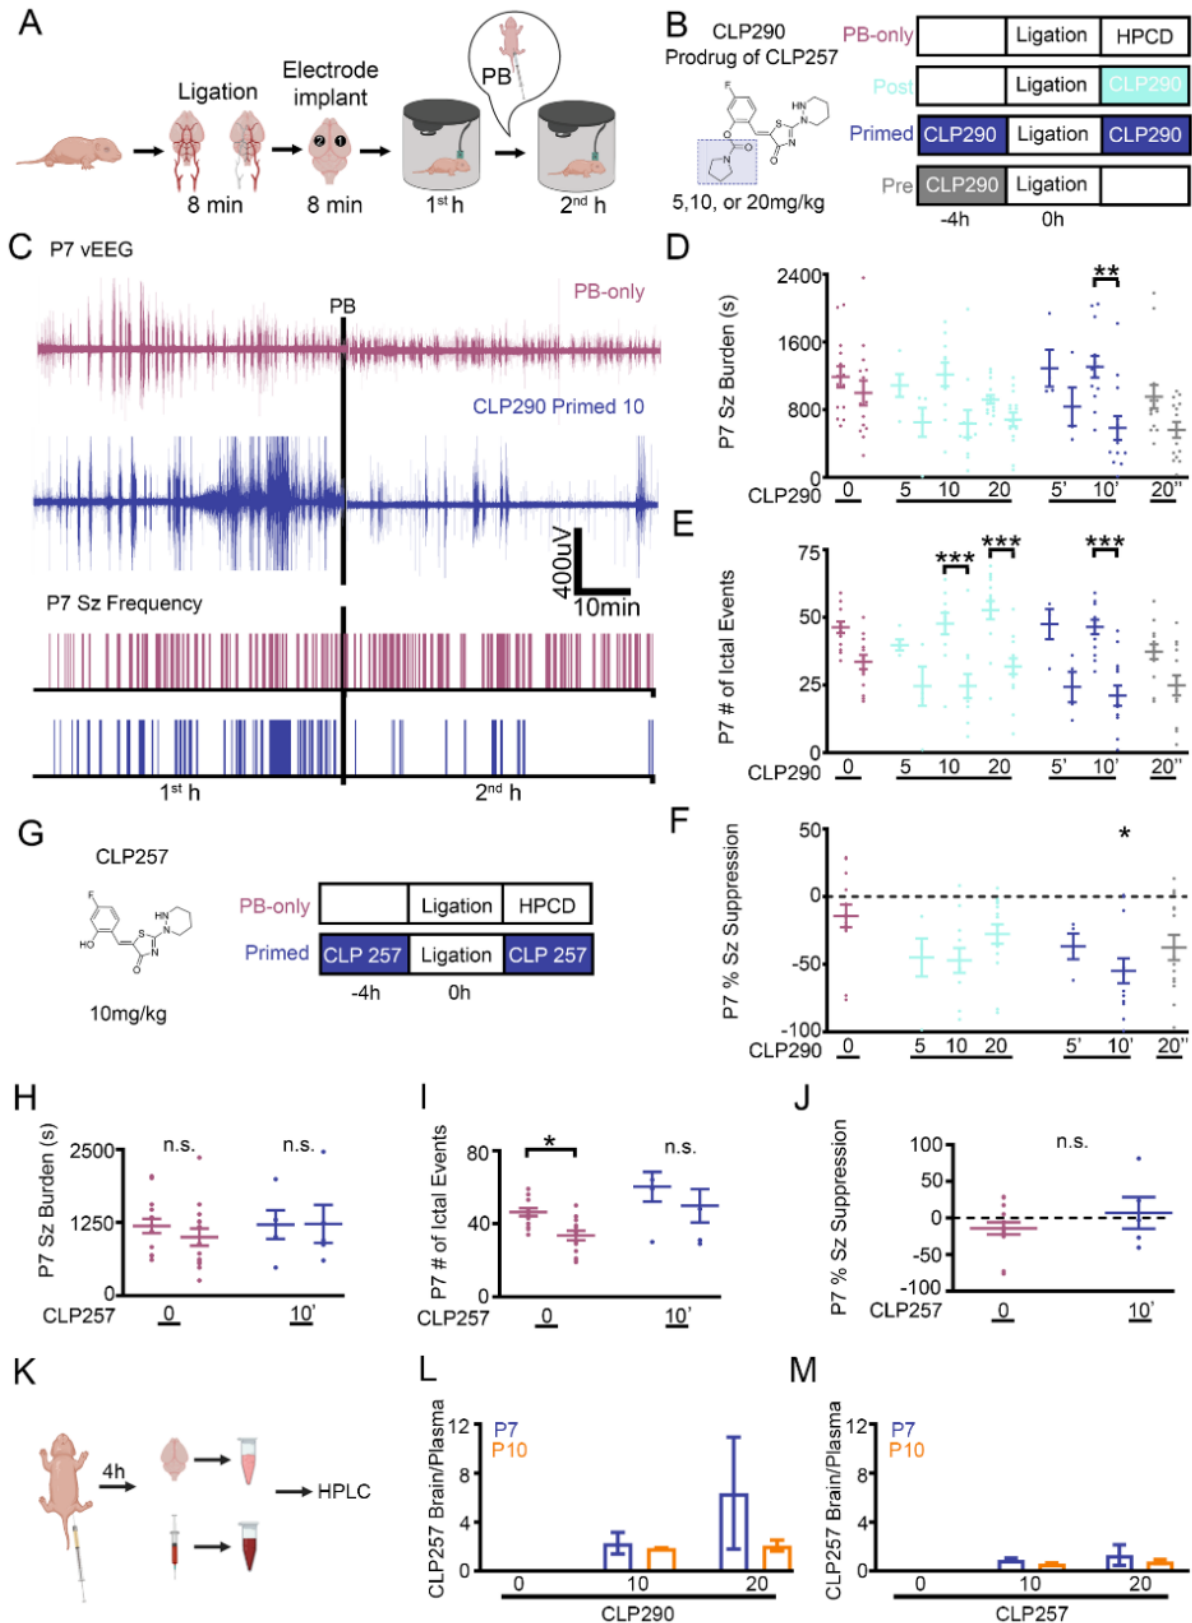 A
Ligation
8 min
Electrode
implant
2 1
8 min
PB
1st h
2nd h
B
CLP290
Prodrug of CLP257
F
HN
S
N
N
O
O
N
O
5,10, or 20mg/kg
PB-only Ligation HPCD
Post Ligation CLP290
Primed CLP290 Ligation CLP290
Pre CLP290 Ligation
-4h 0h
C
P7 vEEG
PB-only
PB
CLP290 Primed 10
400uV
10min
P7 Sz Frequency
1st h 2nd h
D
P7 Sz Burden (s)
2400
1600
800
0
**
CLP290 0 5 10 20 5' 10' 20"
E
P7 # of Ictal Events
75
50
25
0
*** *** ***
CLP290 0 5 10 20 5' 10' 20"
F
P7 % Sz Suppression
50
0
-50
-100
*
CLP290 0 5 10 20 5' 10' 20"
G
CLP257
F
HN
S
N
HO
N
O
10mg/kg
PB-only Ligation HPCD
Primed CLP 257 Ligation CLP 257
-4h 0h
H
P7 Sz Burden (s)
2500
1250
0
n.s. n.s.
CLP257 0 10'
I
P7 # of Ictal Events
80
40
0
* n.s.
CLP257 0 10'
J
P7 % Sz Suppression
100
50
0
-50
-100
n.s.
CLP257 0 10'
K
4h
HPLC
L
CLP257 Brain/Plasma
12
8
4
0
P7
P10
0 10 20
CLP290
M
CLP257 Brain/Plasma
12
8
4
0
P7
P10
0 10 20
CLP257